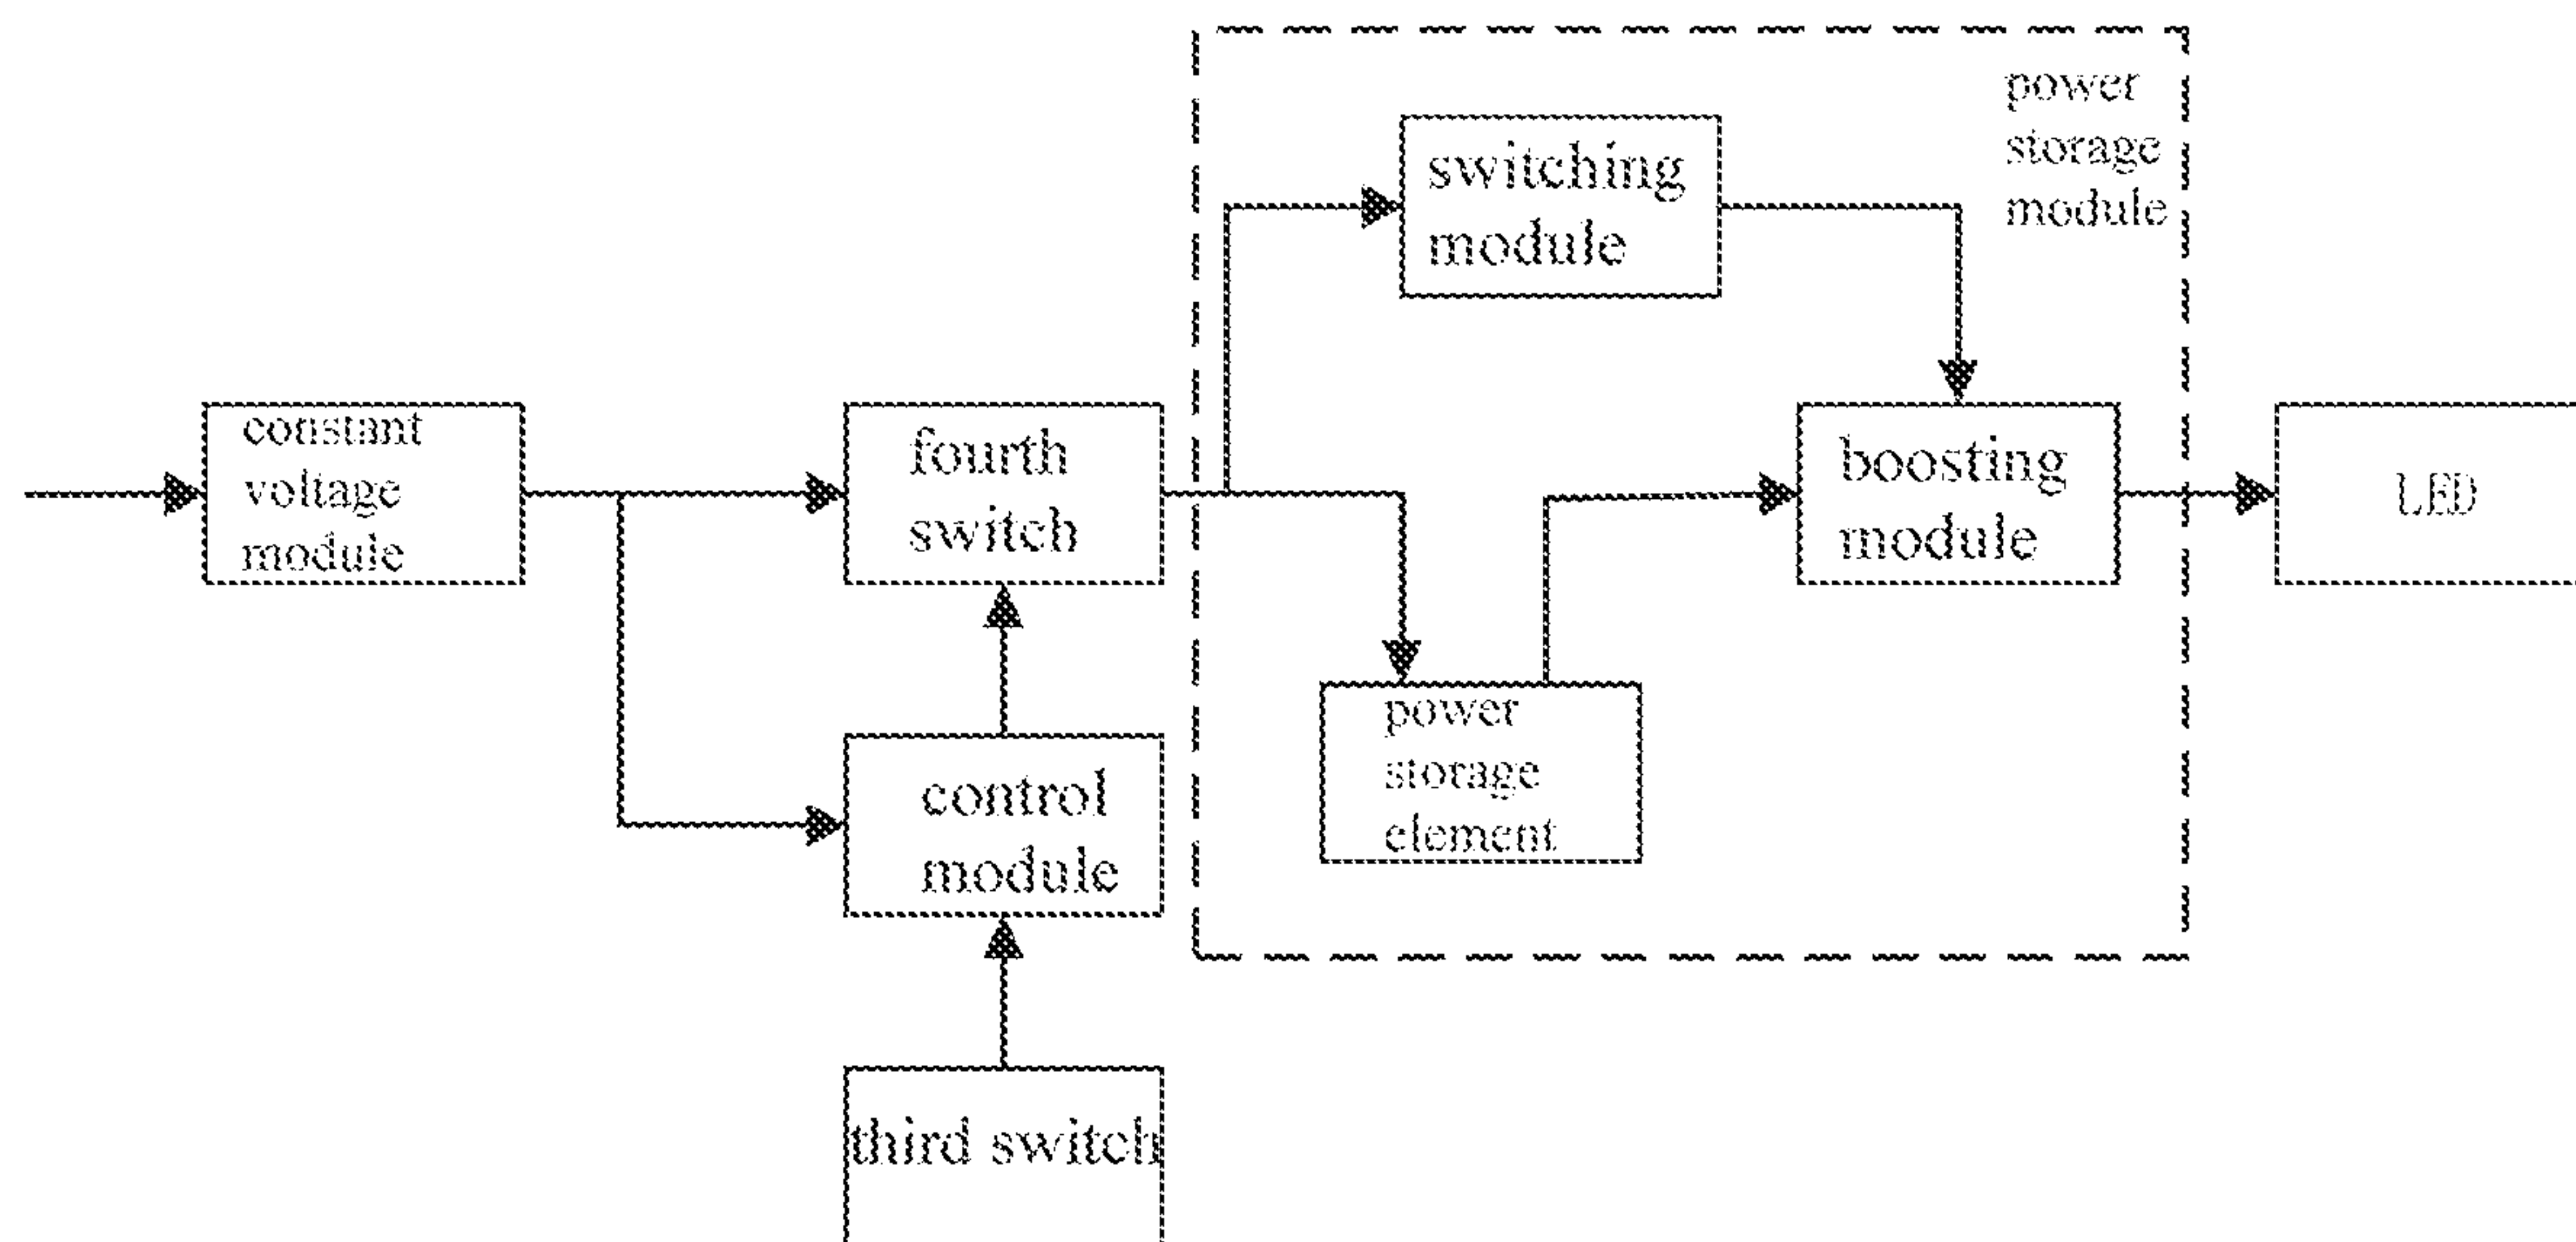 power
storage
module
switching
module
constant
voltage
module
fourth
switch
boosting
module
LED
power
storage
element
control
module
third switch